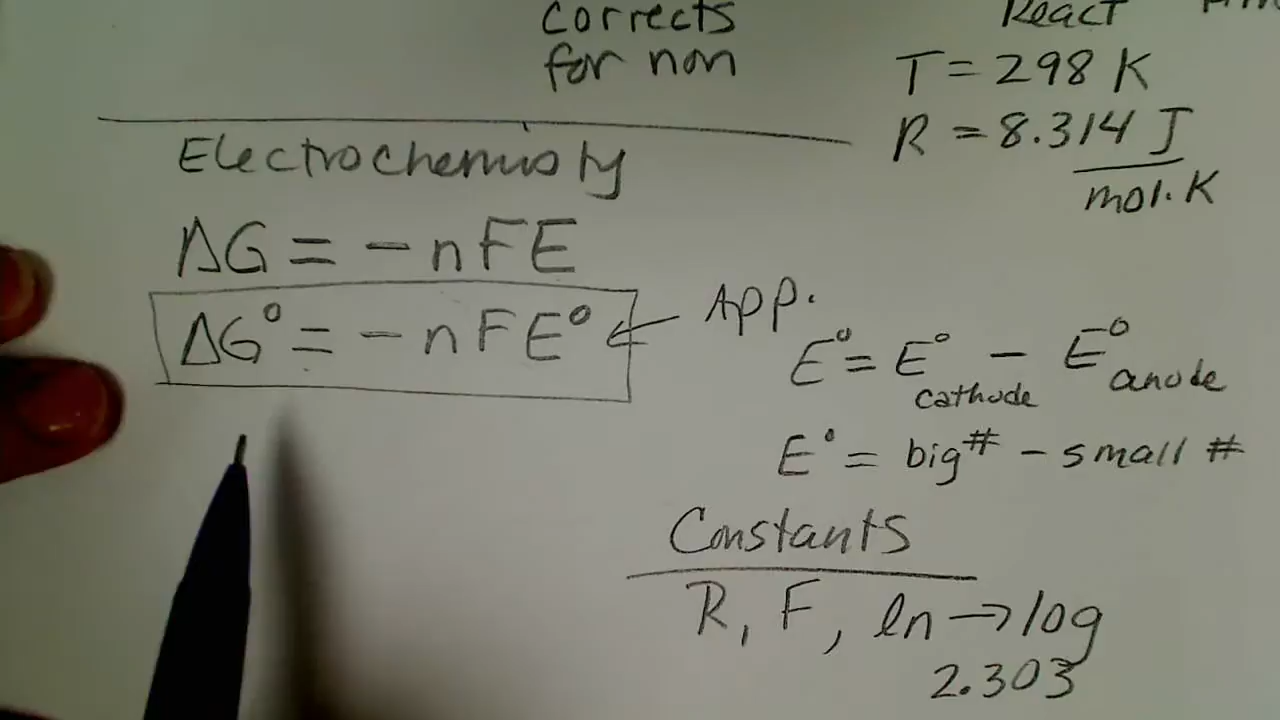 Corrects
for non
React
T = 298 K
R = 8.314 J
mol.K
Electrochemisty
ΔG = - nFE
ΔG° = - nFE° ← App.
E° = E° cathode - E° anode
E° = big # - small #
Constants
R, F, ln → log
2.303